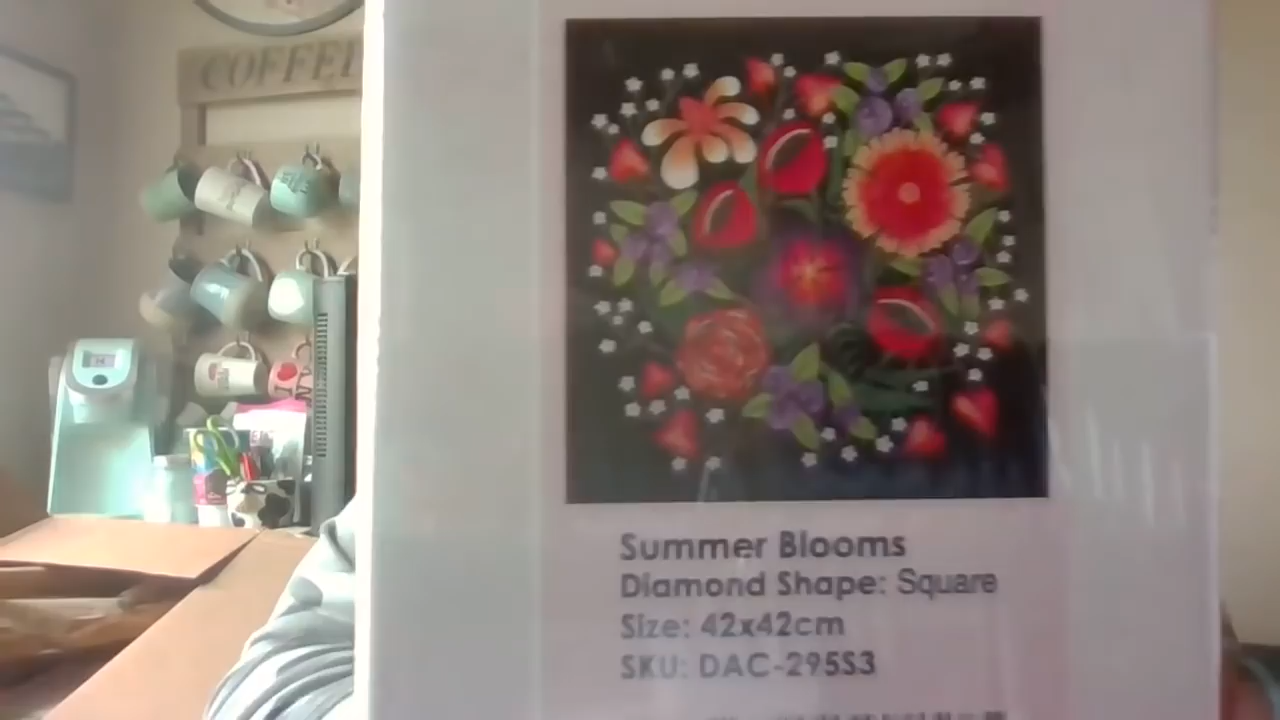 COFFEE
Summer Blooms
Diamond Shape: Square
Size: 42x42cm
SKU: DAC-295S3